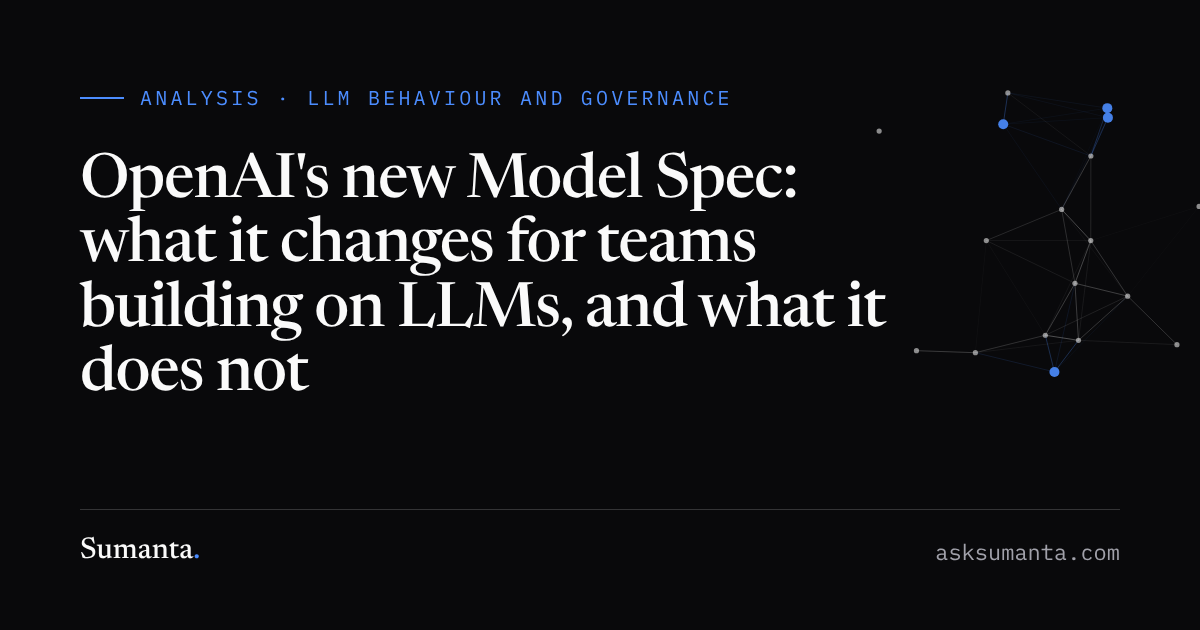 ANALYSIS · LLM BEHAVIOUR AND GOVERNANCE
OpenAI's new Model Spec:
what it changes for teams
building on LLMs, and what it
does not
Sumanta.
asksumanta.com